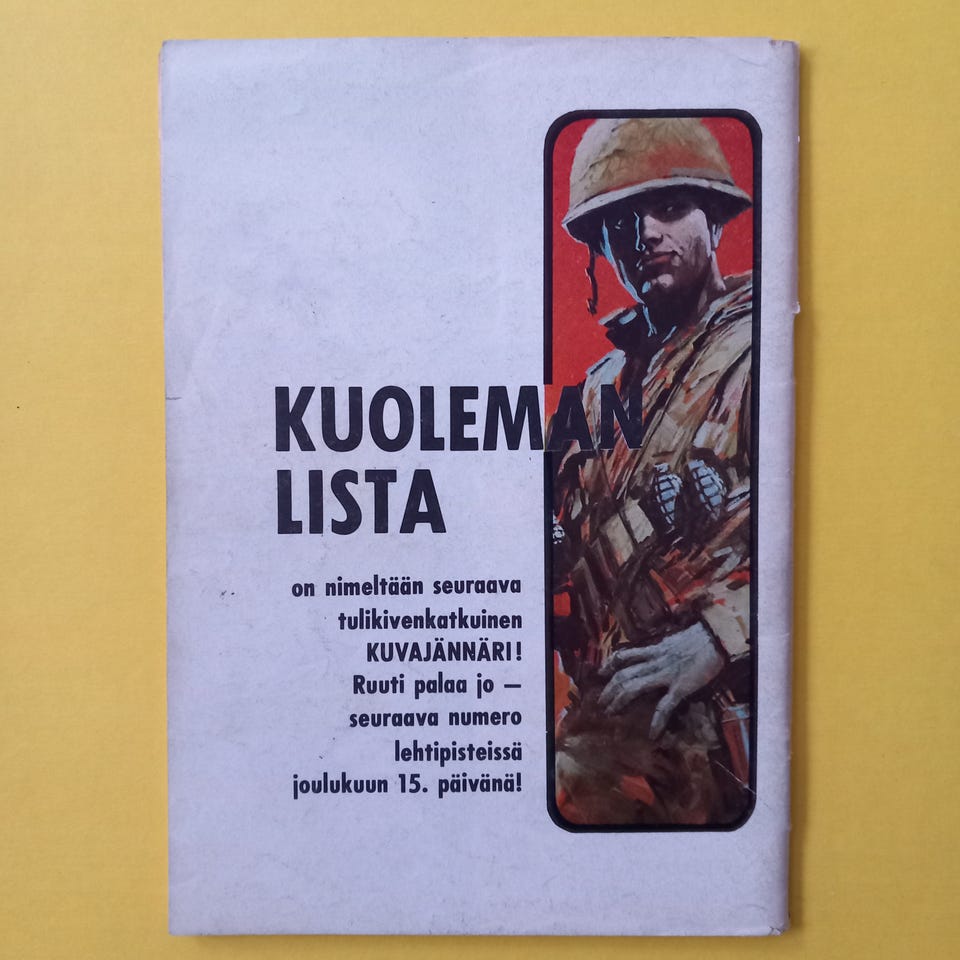 KUOLEMAN
LISTA
on nimeltään seuraava
tulikivenkatkuinen
KUVAJÄNNÄRI!
Ruuti palaa jo —
seuraava numero
lehtipisteissä
joulukuun 15. päivänä!